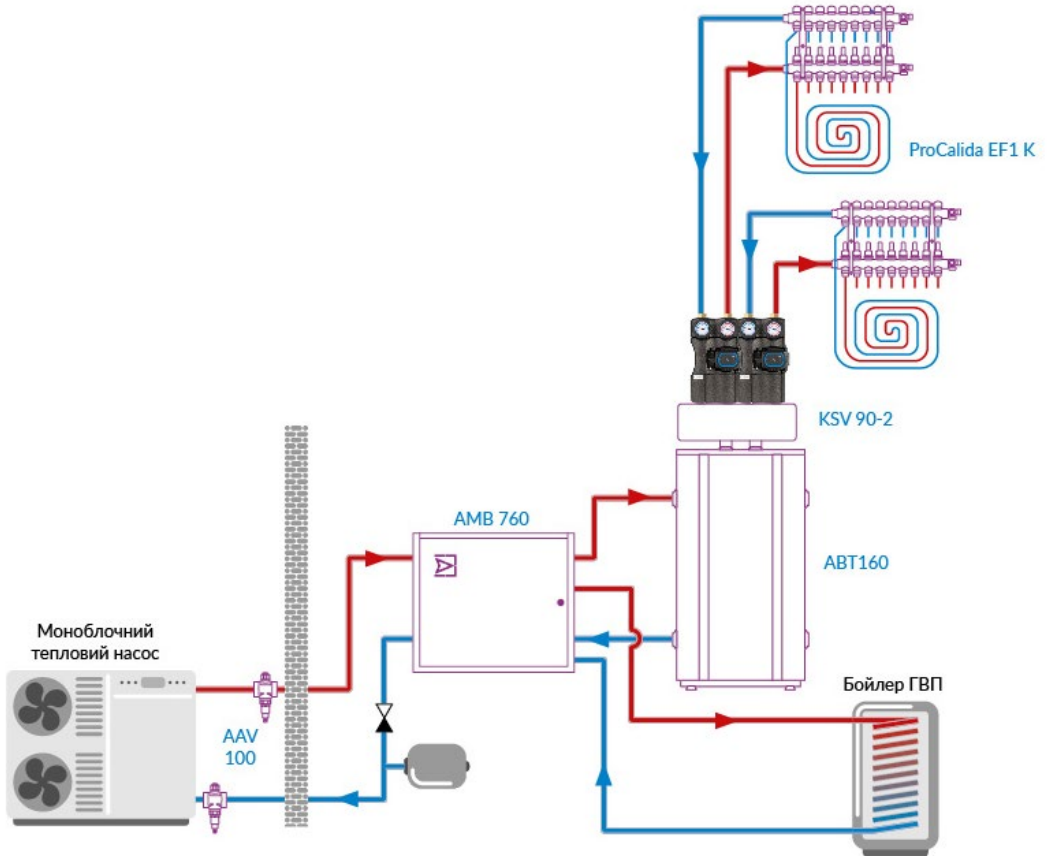 ProCalida EF1 K
KSV 90-2
AMB 760
ABT160
Моноблочний
тепловий насос
AAV
100
Бойлер ГВП